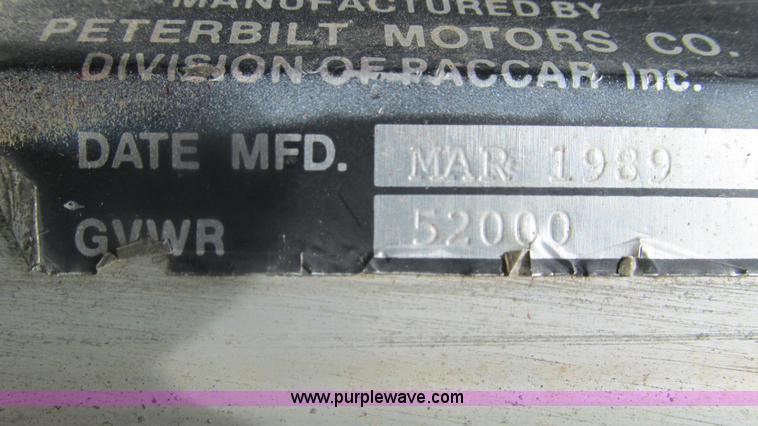 MANUFACTURED BY
PETERBILT MOTORS CO.
DIVISION OF PACCAR Inc.
DATE MFD. MAR 1989
GVWR 52000
www.purplewave.com